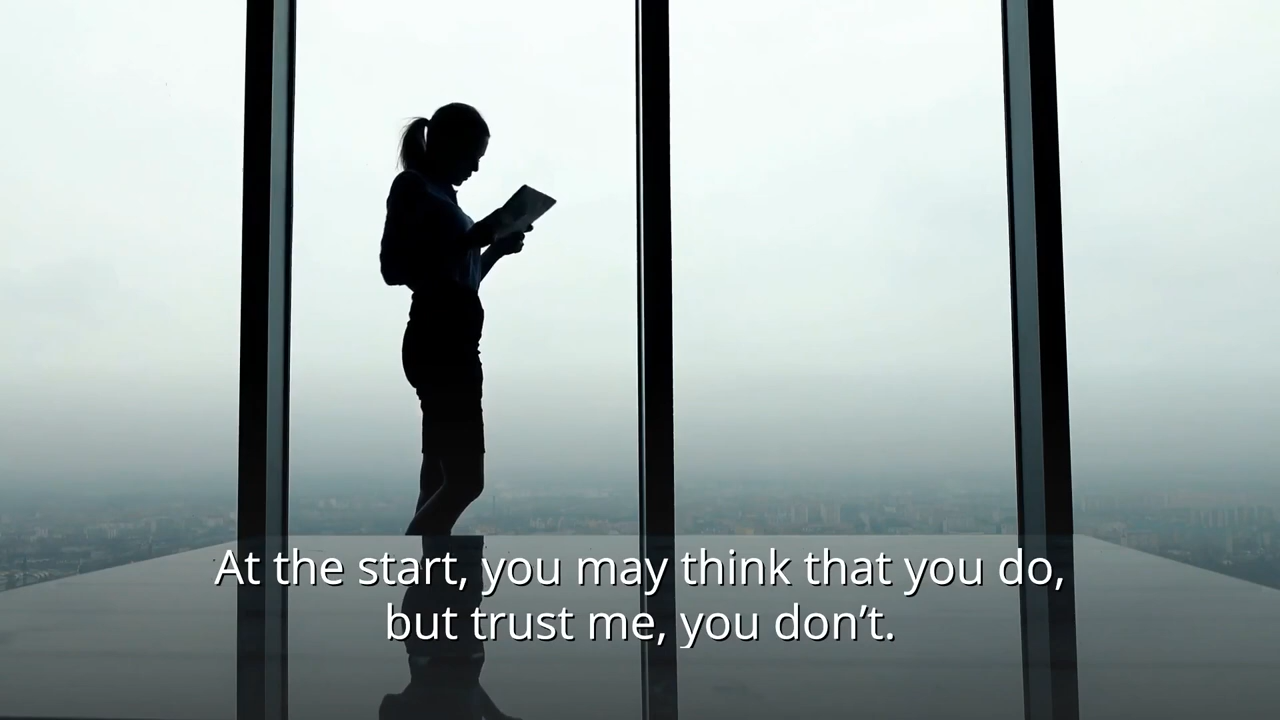 At the start, you may think that you do,
but trust me, you don’t.